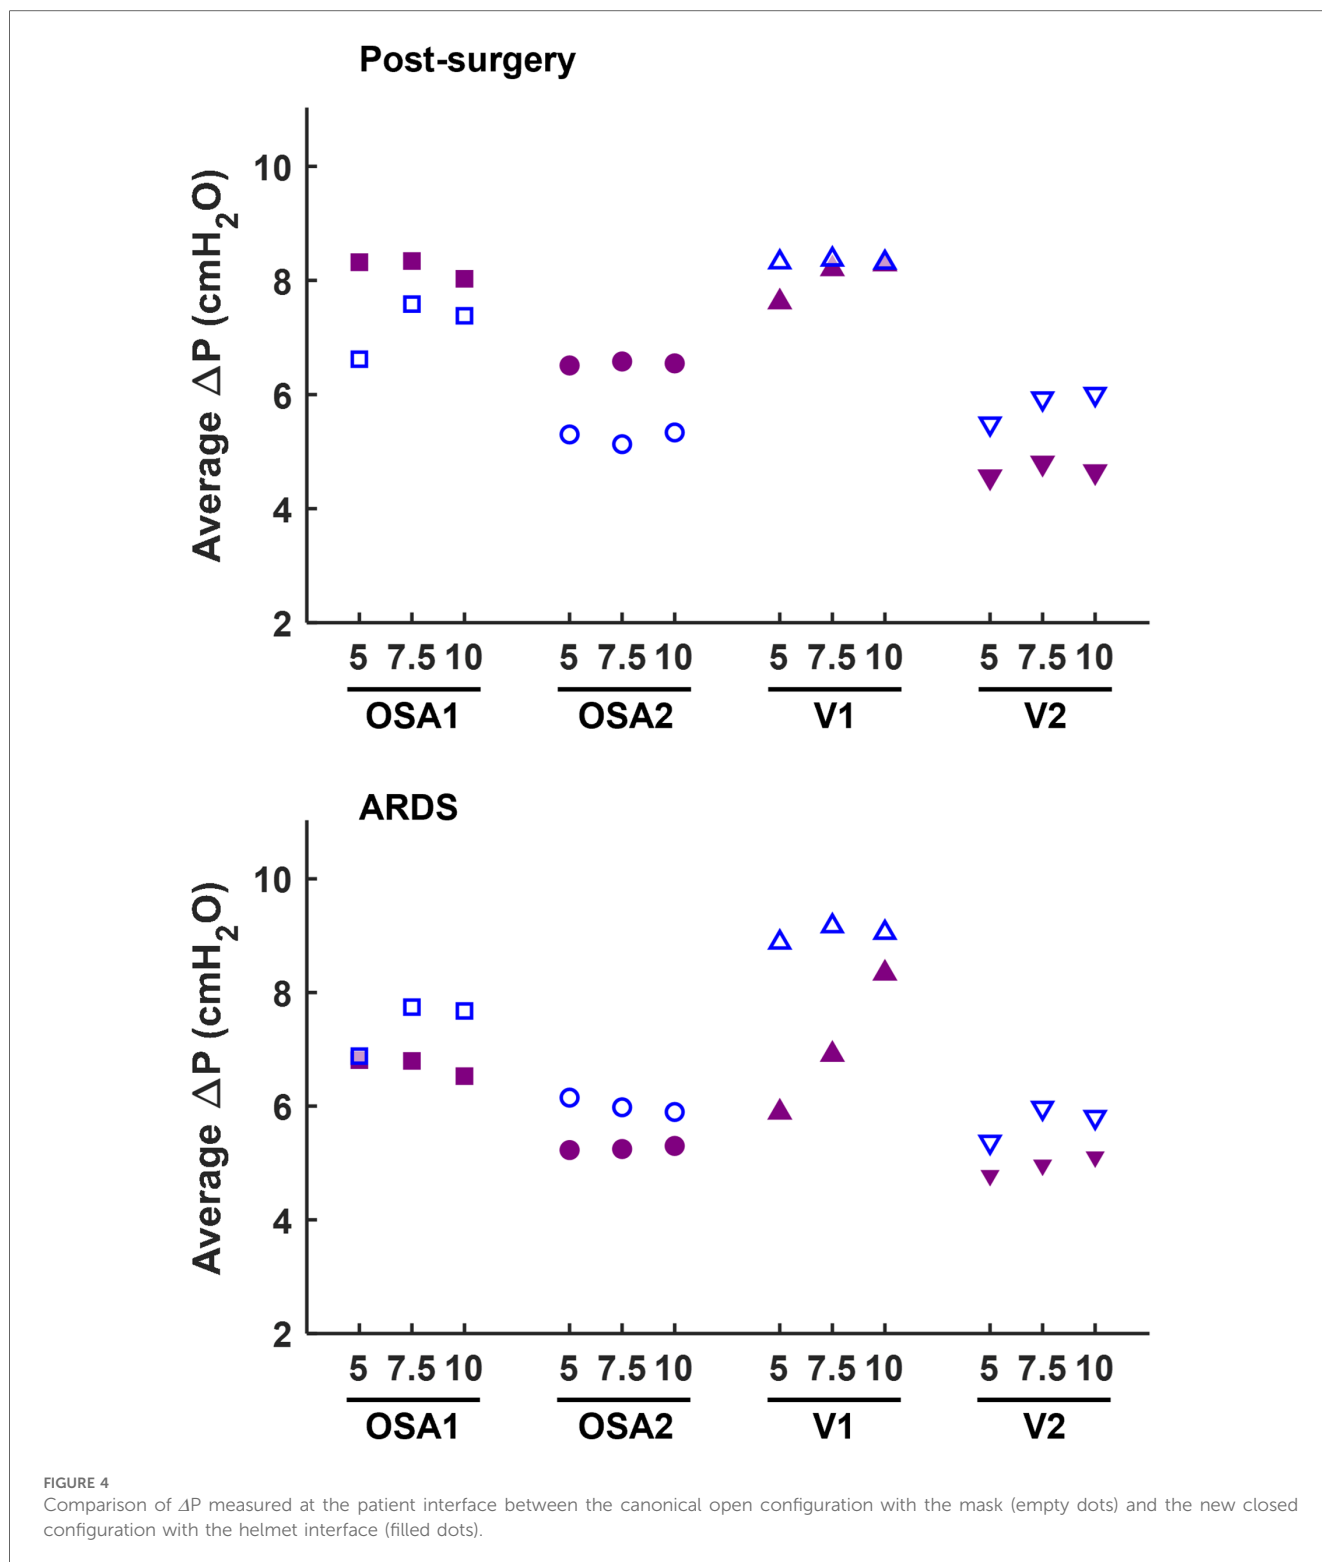 Post-surgery
Average ΔP (cmH₂O)
10
8
6
4
2
5 7.5 10 5 7.5 10 5 7.5 10 5 7.5 10
OSA1 OSA2 V1 V2
ARDS
Average ΔP (cmH₂O)
10
8
6
4
2
5 7.5 10 5 7.5 10 5 7.5 10 5 7.5 10
OSA1 OSA2 V1 V2
FIGURE 4
Comparison of ΔP measured at the patient interface between the canonical open configuration with the mask (empty dots) and the new closed
configuration with the helmet interface (filled dots).